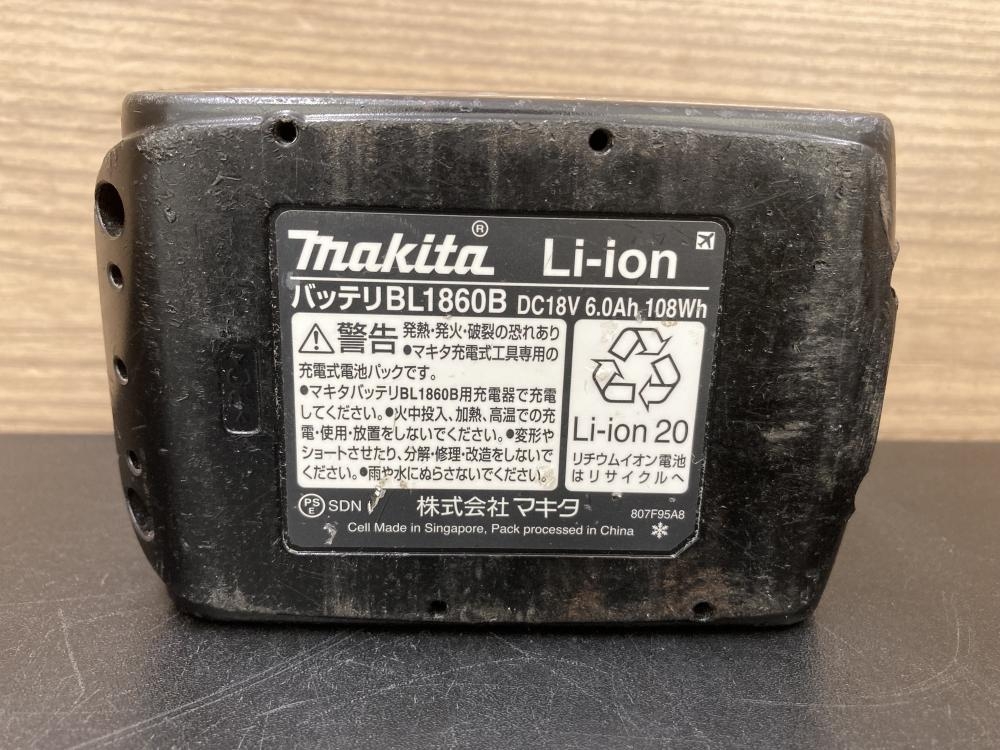 makita® Li-ion
バッテリBL1860B DC18V 6.0Ah 108Wh
警告 発熱・発火・破裂の恐れあり
●マキタ充電式工具専用の
充電式電池パックです。
●マキタバッテリBL1860B用充電器で充電
してください。●火中投入、加熱、高温での充
電・使用・放置をしないでください。●変形や
ショートさせたり、分解・修理・改造をしないで
ください。●雨や水にぬらさないでください。
Li-ion 20
リチウムイオン電池
はリサイクルへ
PSE SDN 株式会社 マキタ
807F95A8
Cell Made in Singapore, Pack processed in China